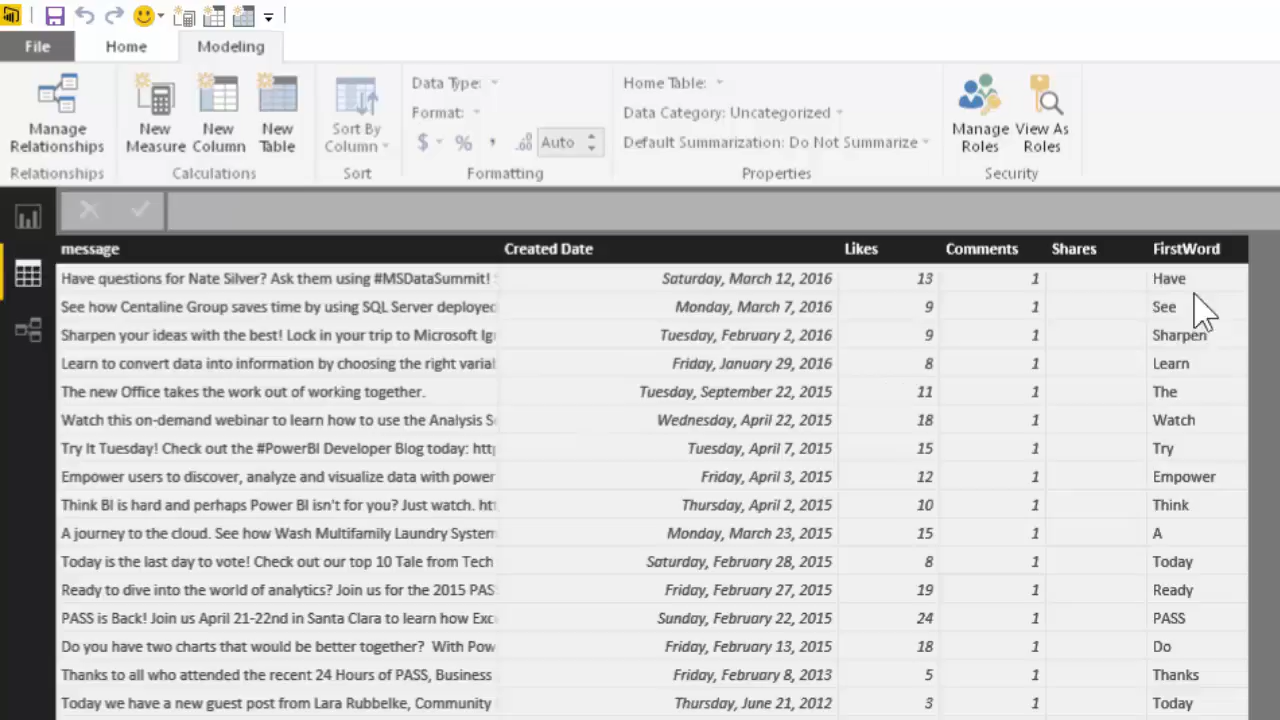 File Home Modeling
Data Type: Home Table:
Format: Data Category: Uncategorized
Manage Relationships New Measure New Column New Table Sort By Column $ % , .00 Auto Default Summarization: Do Not Summarize Manage Roles View As Roles
Relationships Calculations Sort Formatting Properties Security
message Created Date Likes Comments Shares FirstWord
Have questions for Nate Silver? Ask them using #MSDataSummit! Saturday, March 12, 2016 13 1 Have
See how Centaline Group saves time by using SQL Server deployed Monday, March 7, 2016 9 1 See
Sharpen your ideas with the best! Lock in your trip to Microsoft Ig Tuesday, February 2, 2016 9 1 Sharpen
Learn to convert data into information by choosing the right varia Friday, January 29, 2016 8 1 Learn
The new Office takes the work out of working together. Tuesday, September 22, 2015 11 1 The
Watch this on-demand webinar to learn how to use the Analysis S Wednesday, April 22, 2015 18 1 Watch
Try It Tuesday! Check out the #PowerBI Developer Blog today: htt Tuesday, April 7, 2015 15 1 Try
Empower users to discover, analyze and visualize data with power Friday, April 3, 2015 12 1 Empower
Think BI is hard and perhaps Power BI isn't for you? Just watch. ht Thursday, April 2, 2015 10 1 Think
A journey to the cloud. See how Wash Multifamily Laundry System Monday, March 23, 2015 15 1 A
Today is the last day to vote! Check out our top 10 Tale from Tech Saturday, February 28, 2015 8 1 Today
Ready to dive into the world of analytics? Join us for the 2015 PAS Friday, February 27, 2015 19 1 Ready
PASS is Back! Join us April 21-22nd in Santa Clara to learn how Exc Sunday, February 22, 2015 24 1 PASS
Do you have two charts that would be better together? With Pow Friday, February 13, 2015 18 1 Do
Thanks to all who attended the recent 24 Hours of PASS, Business Friday, February 8, 2013 5 1 Thanks
Today we have a new guest post from Lara Rubbelke, Community Thursday, June 21, 2012 3 1 Today